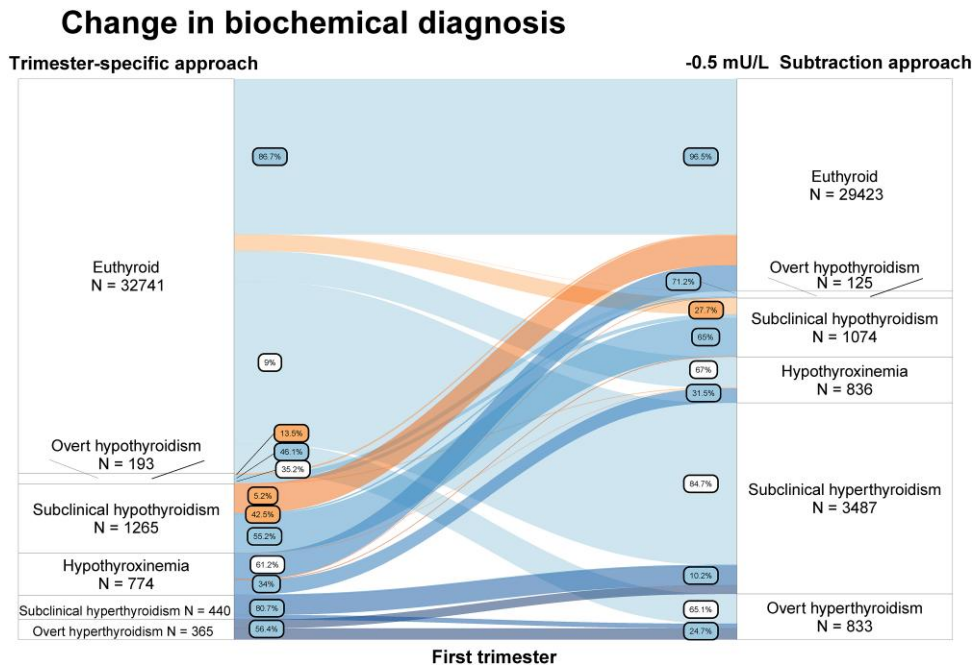 Change in biochemical diagnosis
Trimester-specific approach
-0.5 mU/L Subtraction approach
Euthyroid
N = 32741
Overt hypothyroidism
N = 193
Subclinical hypothyroidism
N = 1265
Hypothyroxinemia
N = 774
Subclinical hyperthyroidism N = 440
Overt hyperthyroidism N = 365
86.7%
9%
13.5%
46.1%
35.2%
5.2%
42.5%
55.2%
61.2%
34%
80.7%
56.4%
96.5%
71.2%
27.7%
65%
67%
31.5%
84.7%
10.2%
65.1%
24.7%
Euthyroid
N = 29423
Overt hypothyroidism
N = 125
Subclinical hypothyroidism
N = 1074
Hypothyroxinemia
N = 836
Subclinical hyperthyroidism
N = 3487
Overt hyperthyroidism
N = 833
First trimester